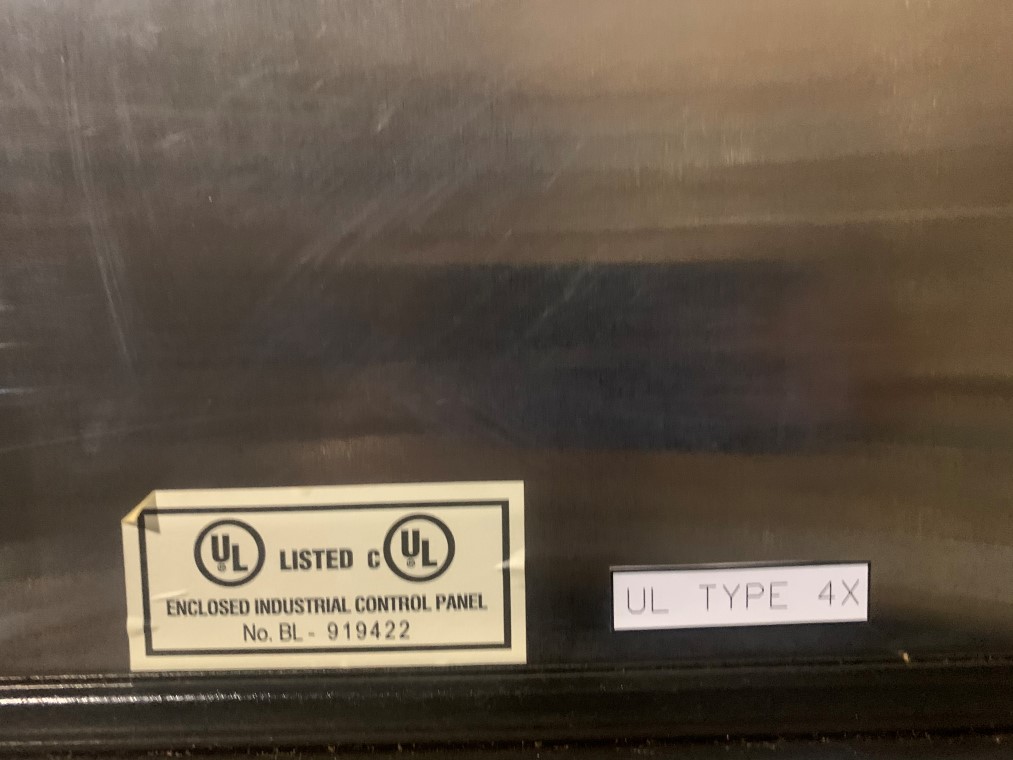 UL LISTED C UL
ENCLOSED INDUSTRIAL CONTROL PANEL
No. BL - 919422
UL TYPE 4X